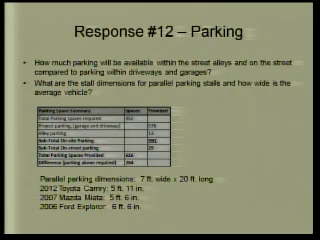 Response #12 – Parking
• How much parking will be available within the street alleys and on the street
compared to parking within driveways and garages?
• What are the stall dimensions for parallel parking stalls and how wide is the
average vehicle?
Parking Space Summary Spaces Provided
Total Parking spaces required
Private parking, (garage and driveway)
Alley parking
Sub-Total On-site Parking
Sub-Total On-street parking
Total Parking Spaces Provided
Difference (parking above required)
Parallel parking dimensions: 7 ft. wide x 20 ft. long.
2012 Toyota Camry: 5 ft. 11 in.
2007 Mazda Miata: 5 ft. 6 in.
2006 Ford Explorer: 6 ft. 6 in.